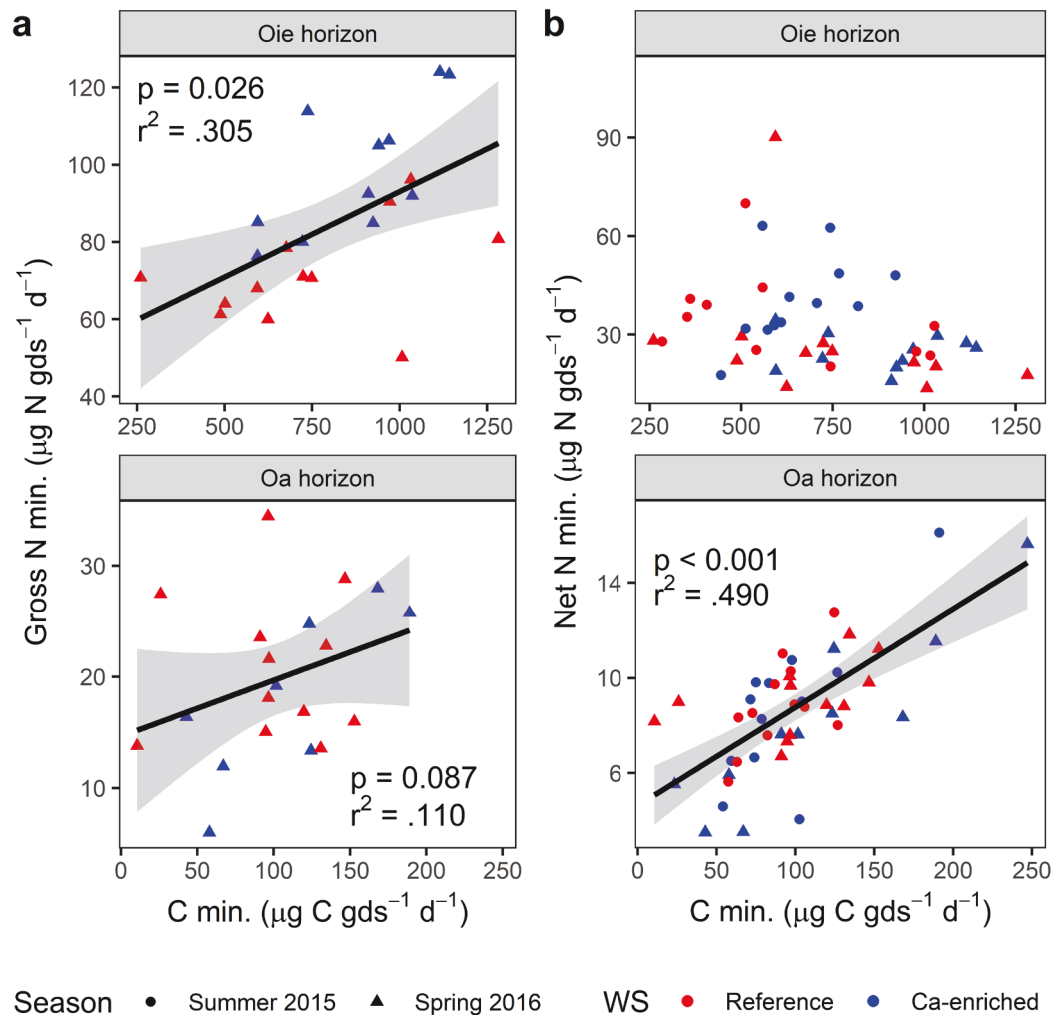 a
Oie horizon
p = 0.026
r² = .305
120
100
80
60
40
250 500 750 1000 1250
Oa horizon
p = 0.087
r² = .110
30
20
10
0 50 100 150 200 250
Gross N min. (μg N gds⁻¹ d⁻¹)
C min. (μg C gds⁻¹ d⁻¹)
b
Oie horizon
90
60
30
250 500 750 1000 1250
Oa horizon
p < 0.001
r² = .490
14
10
6
0 50 100 150 200 250
Net N min. (μg N gds⁻¹ d⁻¹)
C min. (μg C gds⁻¹ d⁻¹)
Season Summer 2015 Spring 2016 WS Reference Ca-enriched